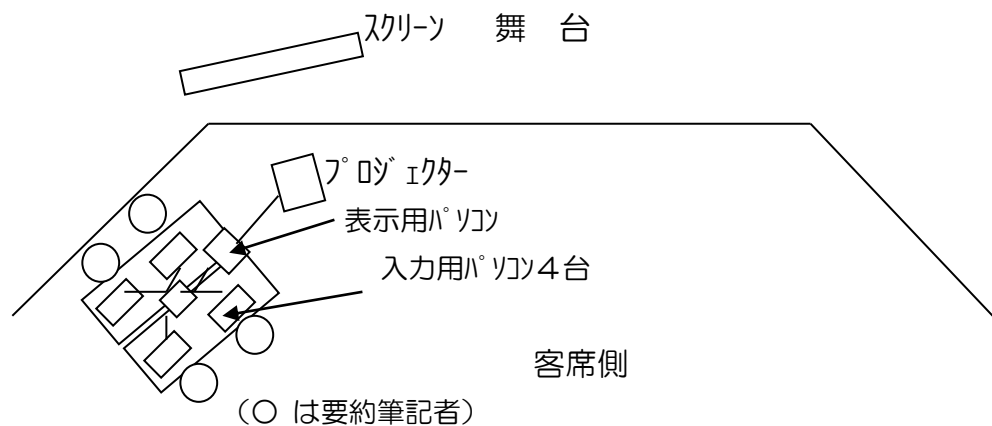 ｽｸﾘｰﾝ　舞　台
ﾌﾟﾛｼﾞｪｸﾀｰ
表示用ﾊﾟｿｺﾝ
入力用ﾊﾟｿｺﾝ４台
客席側
（○ は要約筆記者）